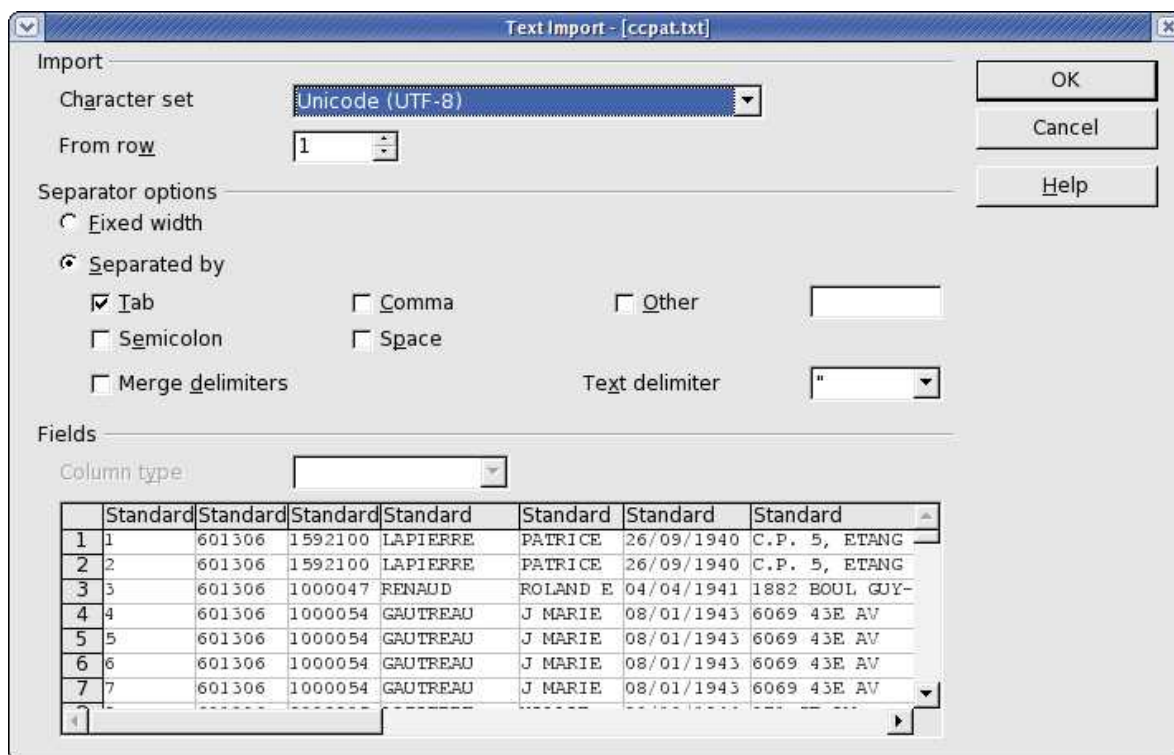 Text Import - [ccpat.txt]
Import
OK
Character set Unicode (UTF-8)
Cancel
From row 1
Help
Separator options
Fixed width
Separated by
Tab Comma Other
Semicolon Space
Merge delimiters Text delimiter "
Fields
Column type
Standard Standard Standard Standard Standard Standard Standard
1 1 601306 1592100 LAPIERRE PATRICE 26/09/1940 C.P. 5, ETANG
2 2 601306 1592100 LAPIERRE PATRICE 26/09/1940 C.P. 5, ETANG
3 3 601306 1000047 RENAUD ROLAND E 04/04/1941 1882 BOUL GUY-
4 4 601306 1000054 GAUTREAU J MARIE 08/01/1943 6069 43E AV
5 5 601306 1000054 GAUTREAU J MARIE 08/01/1943 6069 43E AV
6 6 601306 1000054 GAUTREAU J MARIE 08/01/1943 6069 43E AV
7 7 601306 1000054 GAUTREAU J MARIE 08/01/1943 6069 43E AV